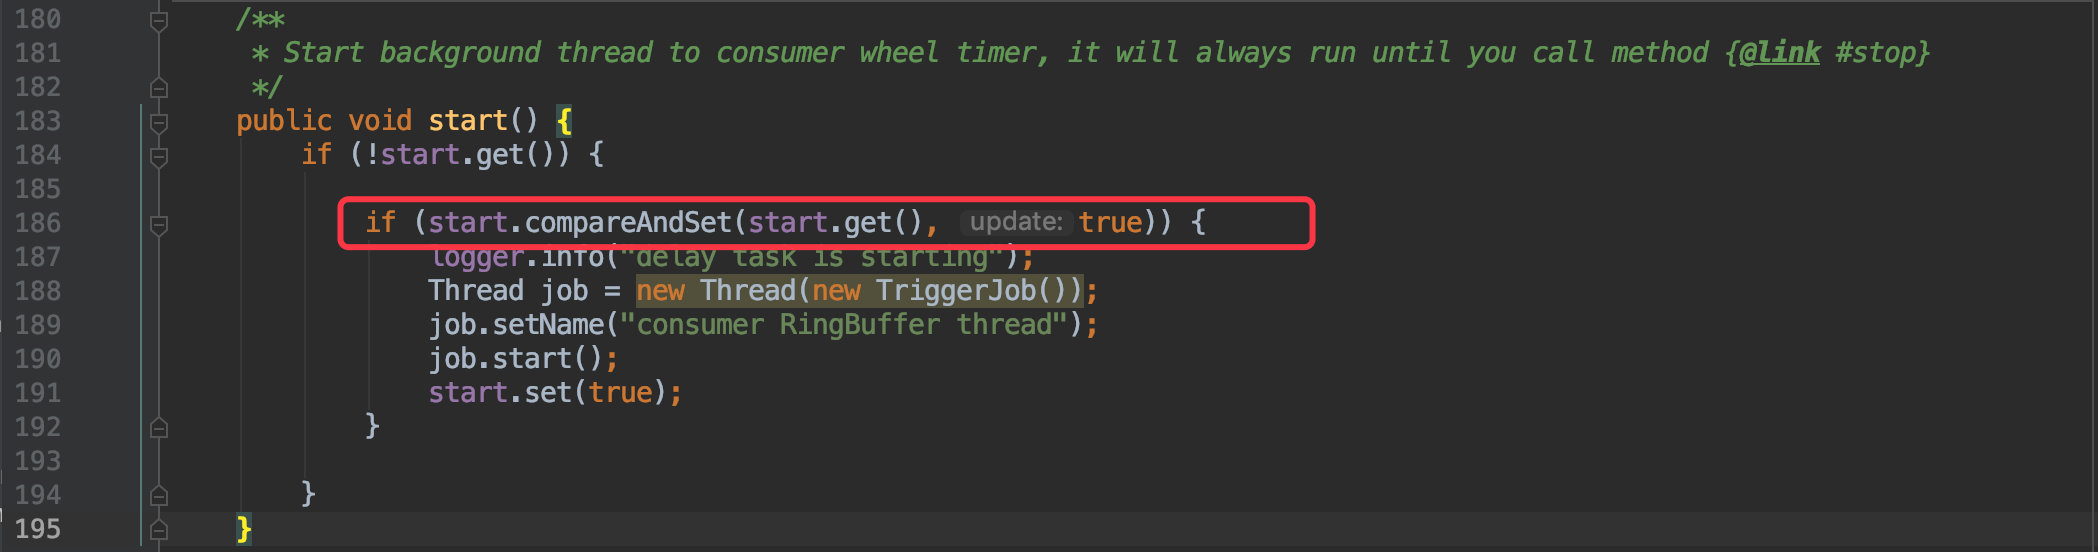 180 /**
181 * Start background thread to consumer wheel timer, it will always run until you call method {@link #stop}
182 */
183 public void start() {
184 if (!start.get()) {
185
186 if (start.compareAndSet(start.get(), update: true)) {
187 logger.info("delay task is starting");
188 Thread job = new Thread(new TriggerJob());
189 job.setName("consumer RingBuffer thread");
190 job.start();
191 start.set(true);
192 }
193
194 }
195 }